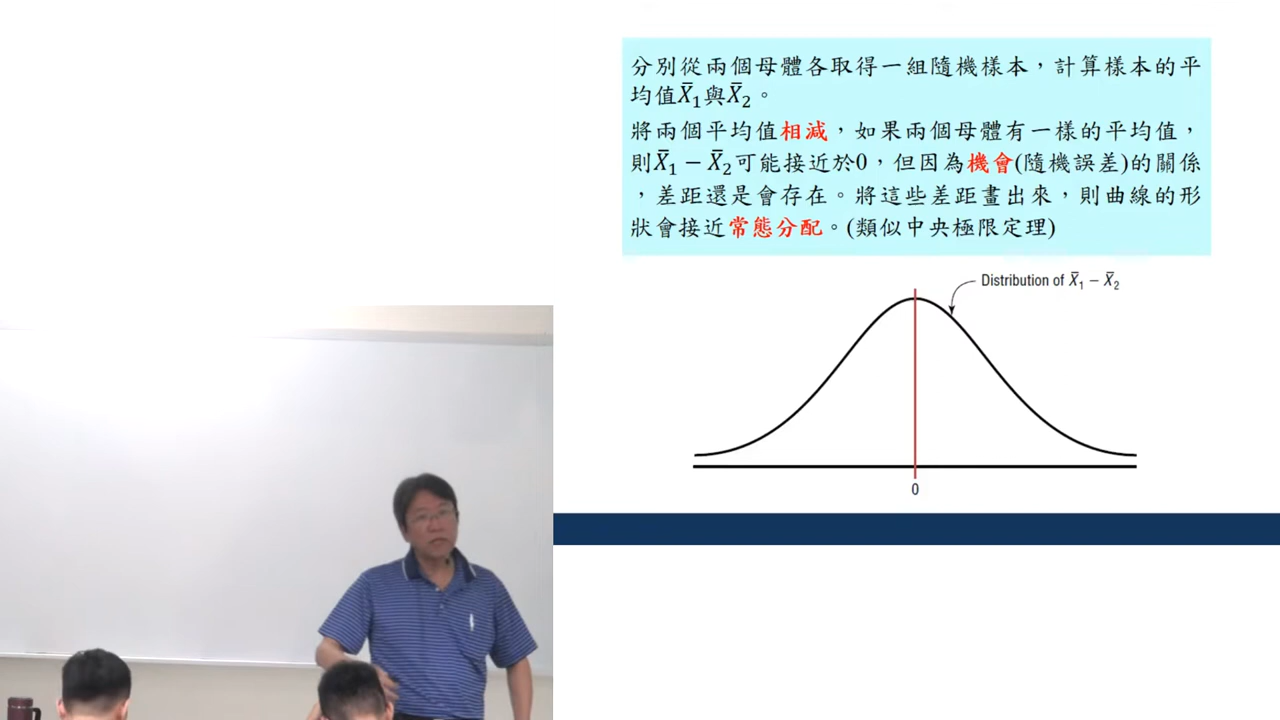 分別從兩個母體各取得一組隨機樣本，計算樣本的平
均值X̄₁與X̄₂。
將兩個平均值相減，如果兩個母體有一樣的平均值，
則X̄₁ − X̄₂可能接近於0，但因為機會(隨機誤差)的關係
，差距還是會存在。將這些差距畫出來，則曲線的形
狀會接近常態分配。(類似中央極限定理)
Distribution of X̄₁ − X̄₂
0